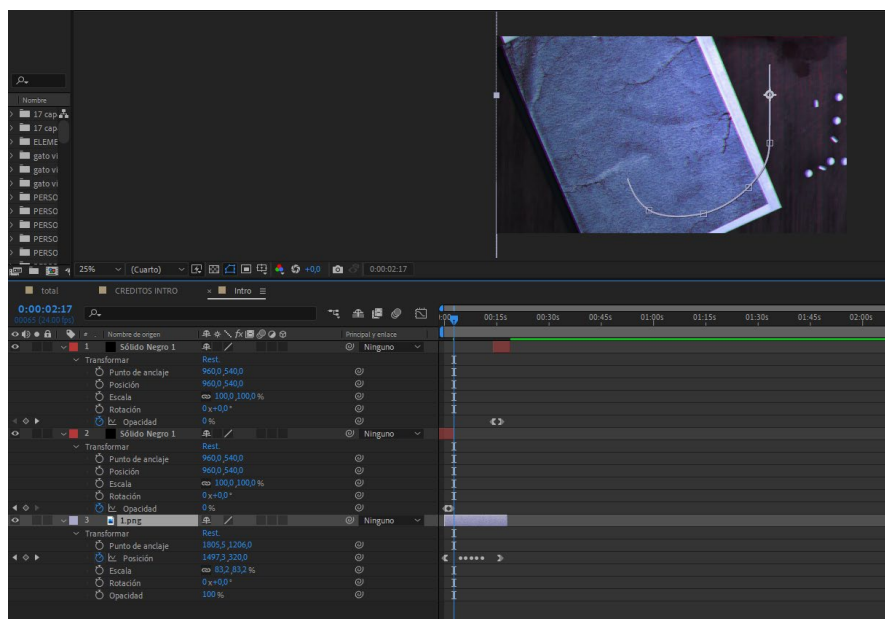 Nombre
17 cap
17 cap
ELEME
gato vi
gato vi
gato vi
PERSO
PERSO
PERSO
PERSO
PERSO
25% (Cuarto) +0,0 0:00:02:17
total CREDITOS INTRO × Intro
0:00:02:17
00065 (24.00 fps)
00:15s 00:30s 00:45s 01:00s 01:15s 01:30s 01:45s 02:00s
# Nombre de origen fx Principal y enlace
1 Sólido Negro 1 Ninguno
Transformar Rest.
Punto de anclaje 960,0,540,0
Posición 960,0,540,0
Escala 100,0,100,0 %
Rotación 0 x+0,0 °
Opacidad 0 %
2 Sólido Negro 1 Ninguno
Transformar Rest.
Punto de anclaje 960,0,540,0
Posición 960,0,540,0
Escala 100,0,100,0 %
Rotación 0 x+0,0 °
Opacidad 0 %
3 1.png Ninguno
Transformar Rest.
Punto de anclaje 1805,5,1206,0
Posición 1497,3,320,0
Escala 83,2,83,2 %
Rotación 0 x+0,0 °
Opacidad 100 %